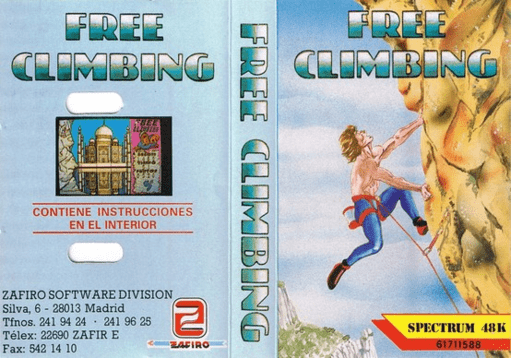 FREE
CLIMBING
CONTIENE INSTRUCCIONES
EN EL INTERIOR
ZAFIRO SOFTWARE DIVISION
Silva, 6 - 28013 Madrid
Tfnos. 241 94 24 · 241 96 25
Télex: 22690 ZAFIR E
Fax: 542 14 10
ZAFIRO
FREE CLIMBING
FREE
CLIMBING
SPECTRUM 48K
61711588